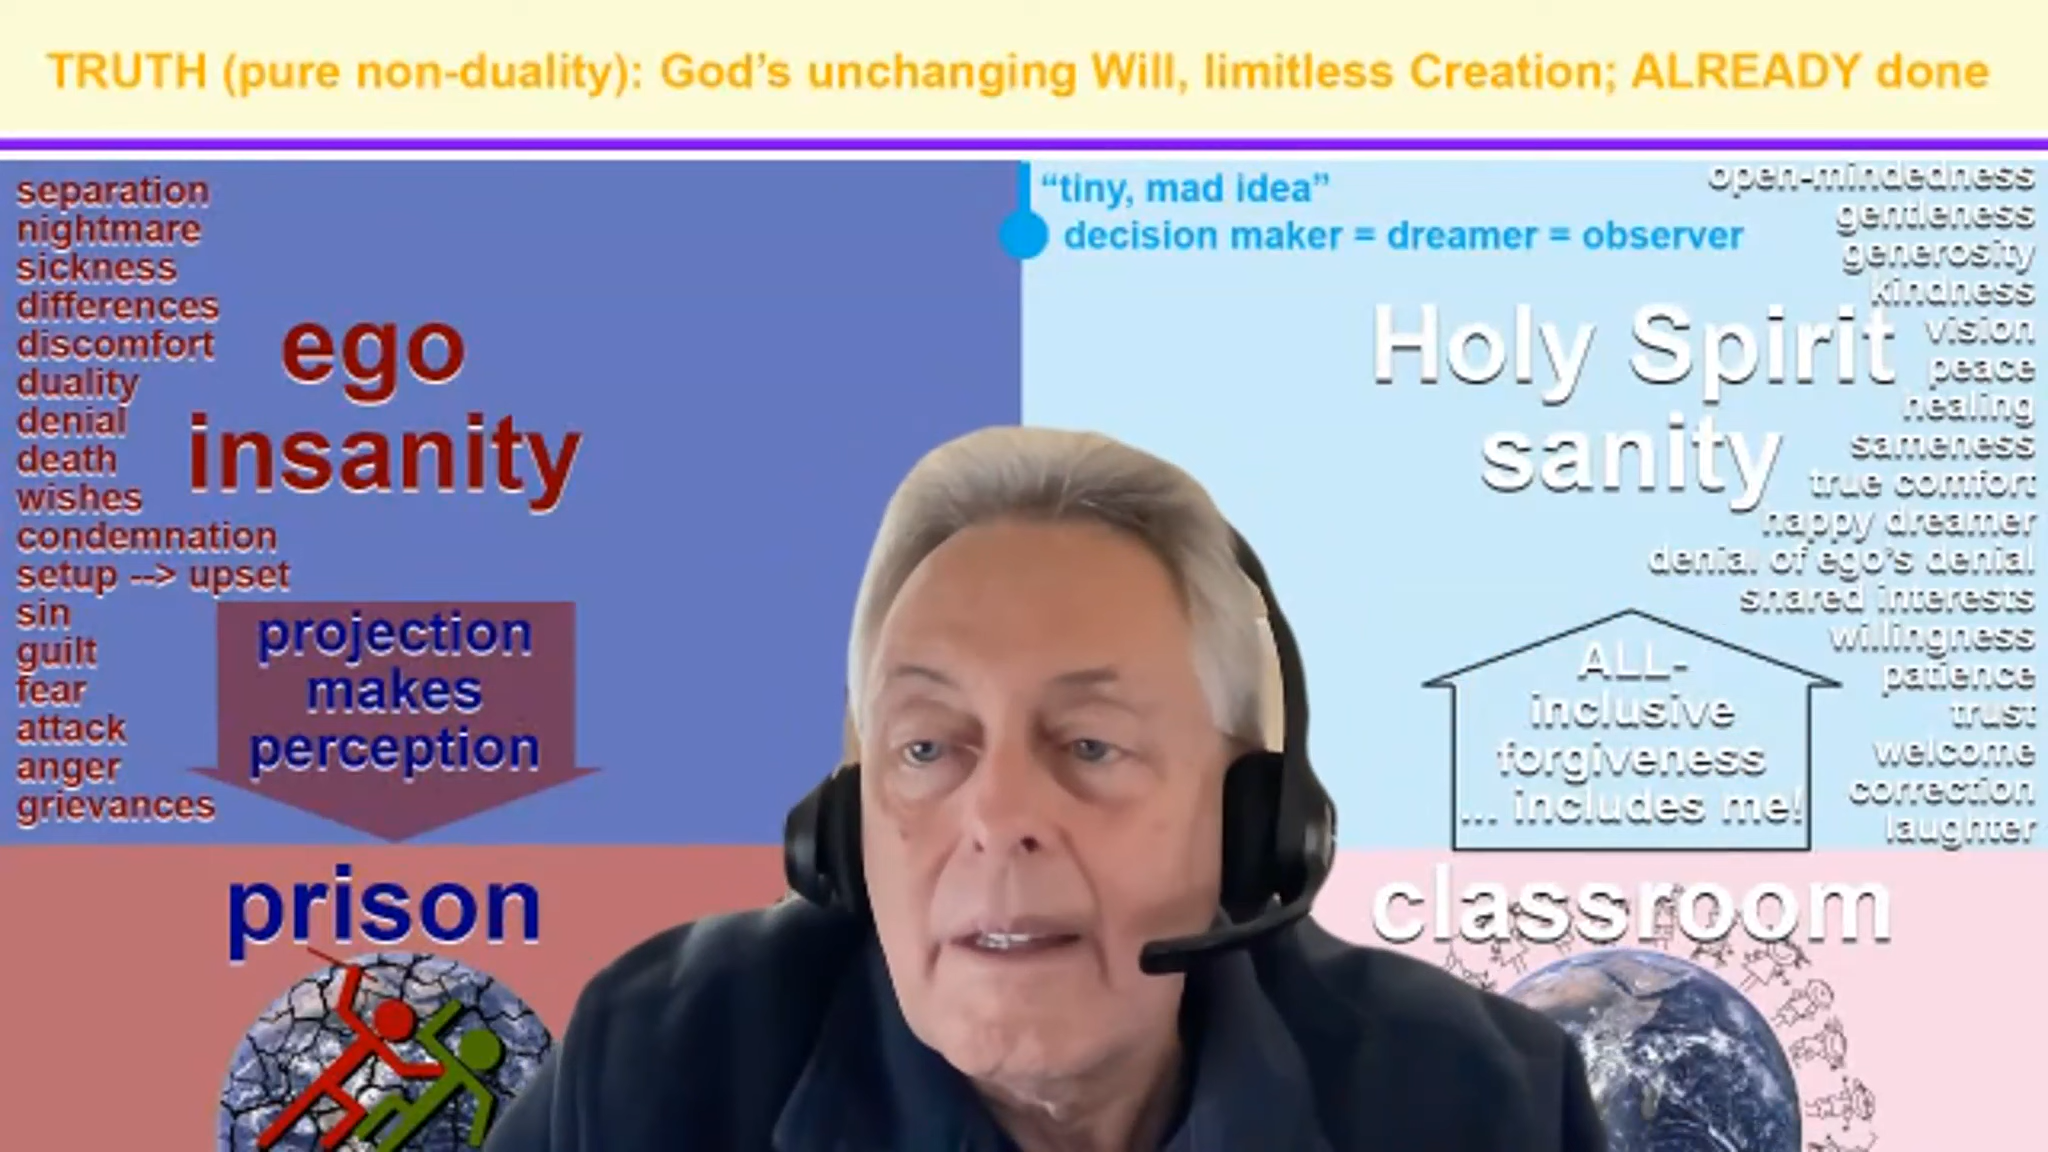 TRUTH (pure non-duality): God's unchanging Will, limitless Creation; ALREADY done
"tiny, mad idea"
decision maker = dreamer = observer
separation
nightmare
sickness
differences
discomfort
duality
denial
death
wishes
condemnation
setup --> upset
sin
guilt
fear
attack
anger
grievances
ego
insanity
projection
makes
perception
prison
Holy Spirit
sanity
open-mindedness
gentleness
generosity
kindness
vision
peace
healing
sameness
true comfort
happy dreamer
denial of ego's denial
shared interests
willingness
patience
trust
welcome
correction
laughter
ALL-
inclusive
forgiveness
... includes me!
classroom